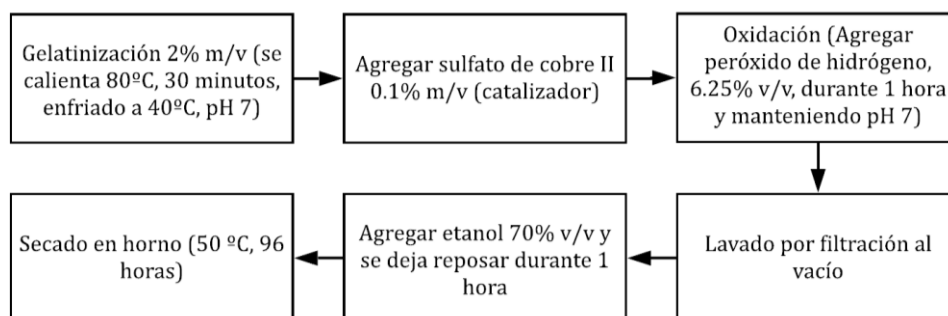 Gelatinización 2% m/v (se
calienta 80ºC, 30 minutos,
enfriado a 40ºC, pH 7)
Agregar sulfato de cobre II
0.1% m/v (catalizador)
Oxidación (Agregar
peróxido de hidrógeno,
6.25% v/v, durante 1 hora
y manteniendo pH 7)
Lavado por filtración al
vacío
Agregar etanol 70% v/v y
se deja reposar durante 1
hora
Secado en horno (50 ºC, 96
horas)